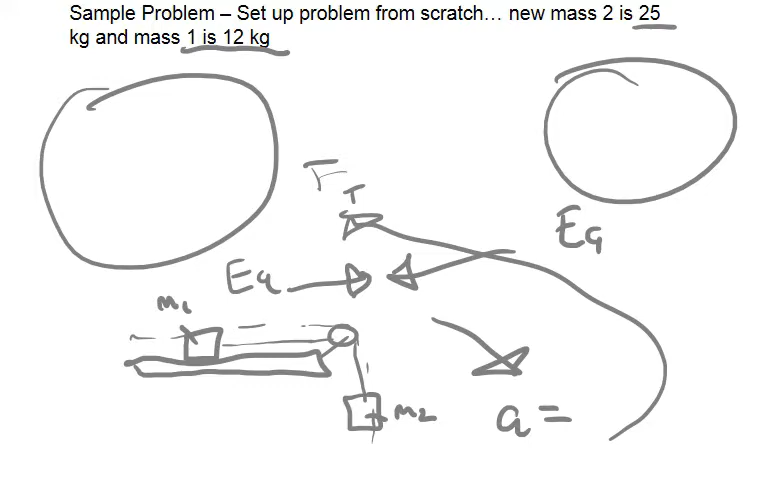 Sample Problem – Set up problem from scratch… new mass 2 is 25
kg and mass 1 is 12 kg
F
T
Eq
Eq
m1
m2
a =